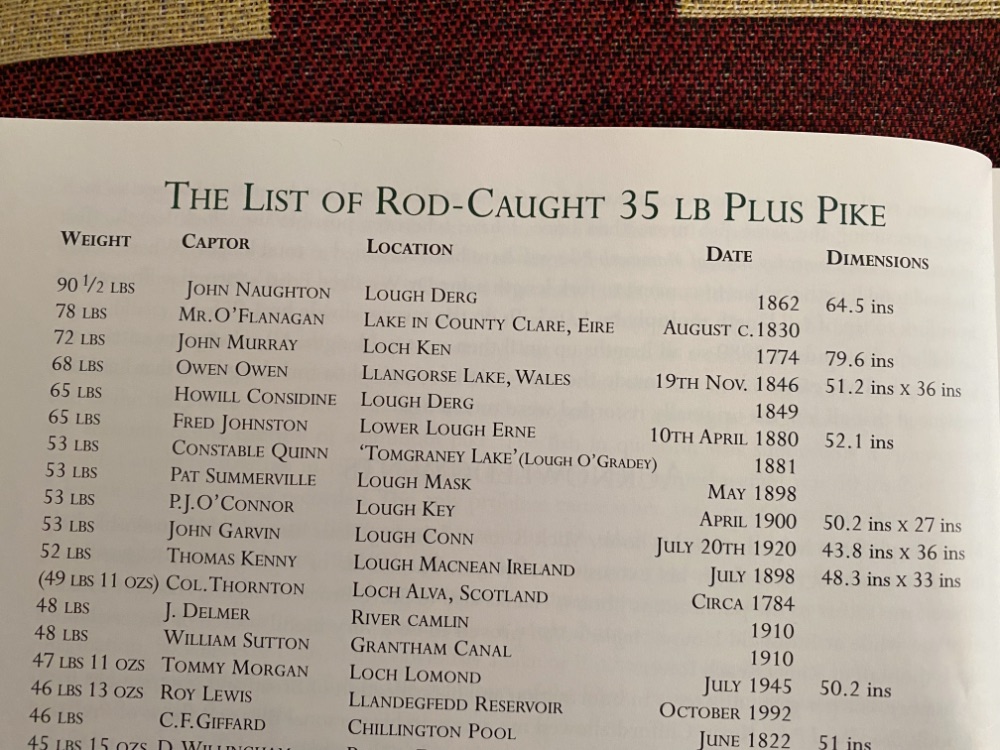 The List of Rod-Caught 35 lb Plus Pike
Weight Captor Location Date Dimensions
90 1/2 lbs John Naughton Lough Derg 1862 64.5 ins
78 lbs Mr.O'Flanagan Lake in County Clare, Eire August c.1830
72 lbs John Murray Loch Ken 1774 79.6 ins
68 lbs Owen Owen Llangorse Lake, Wales 19th Nov. 1846 51.2 ins x 36 ins
65 lbs Howill Considine Lough Derg 1849
65 lbs Fred Johnston Lower Lough Erne 10th April 1880 52.1 ins
53 lbs Constable Quinn 'Tomgraney Lake'(Lough O'Gradey) 1881
53 lbs Pat Summerville Lough Mask May 1898
53 lbs P.J.O'Connor Lough Key April 1900 50.2 ins x 27 ins
53 lbs John Garvin Lough Conn July 20th 1920 43.8 ins x 36 ins
52 lbs Thomas Kenny Lough Macnean Ireland July 1898 48.3 ins x 33 ins
(49 lbs 11 ozs) Col.Thornton Loch Alva, Scotland Circa 1784
48 lbs J. Delmer River camlin 1910
48 lbs William Sutton Grantham Canal 1910
47 lbs 11 ozs Tommy Morgan Loch Lomond July 1945 50.2 ins
46 lbs 13 ozs Roy Lewis Llandegfedd Reservoir October 1992
46 lbs C.F.Giffard Chillington Pool June 1822 51 ins
45 lbs 15 ozs D. Willingham